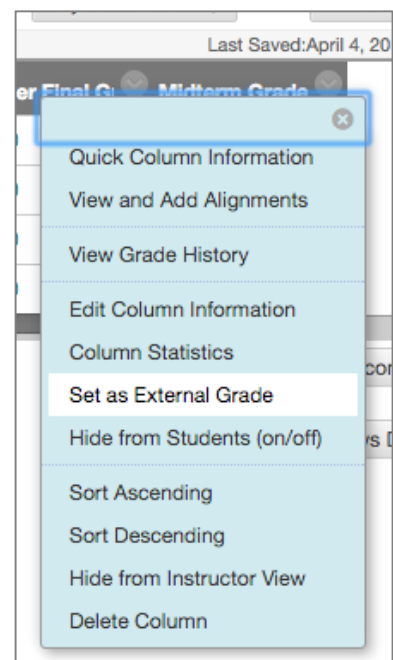 Last Saved:April 4, 20
er Final G Midterm Grade
Quick Column Information
View and Add Alignments
View Grade History
Edit Column Information
Column Statistics
Set as External Grade
Hide from Students (on/off)
Sort Ascending
Sort Descending
Hide from Instructor View
Delete Column